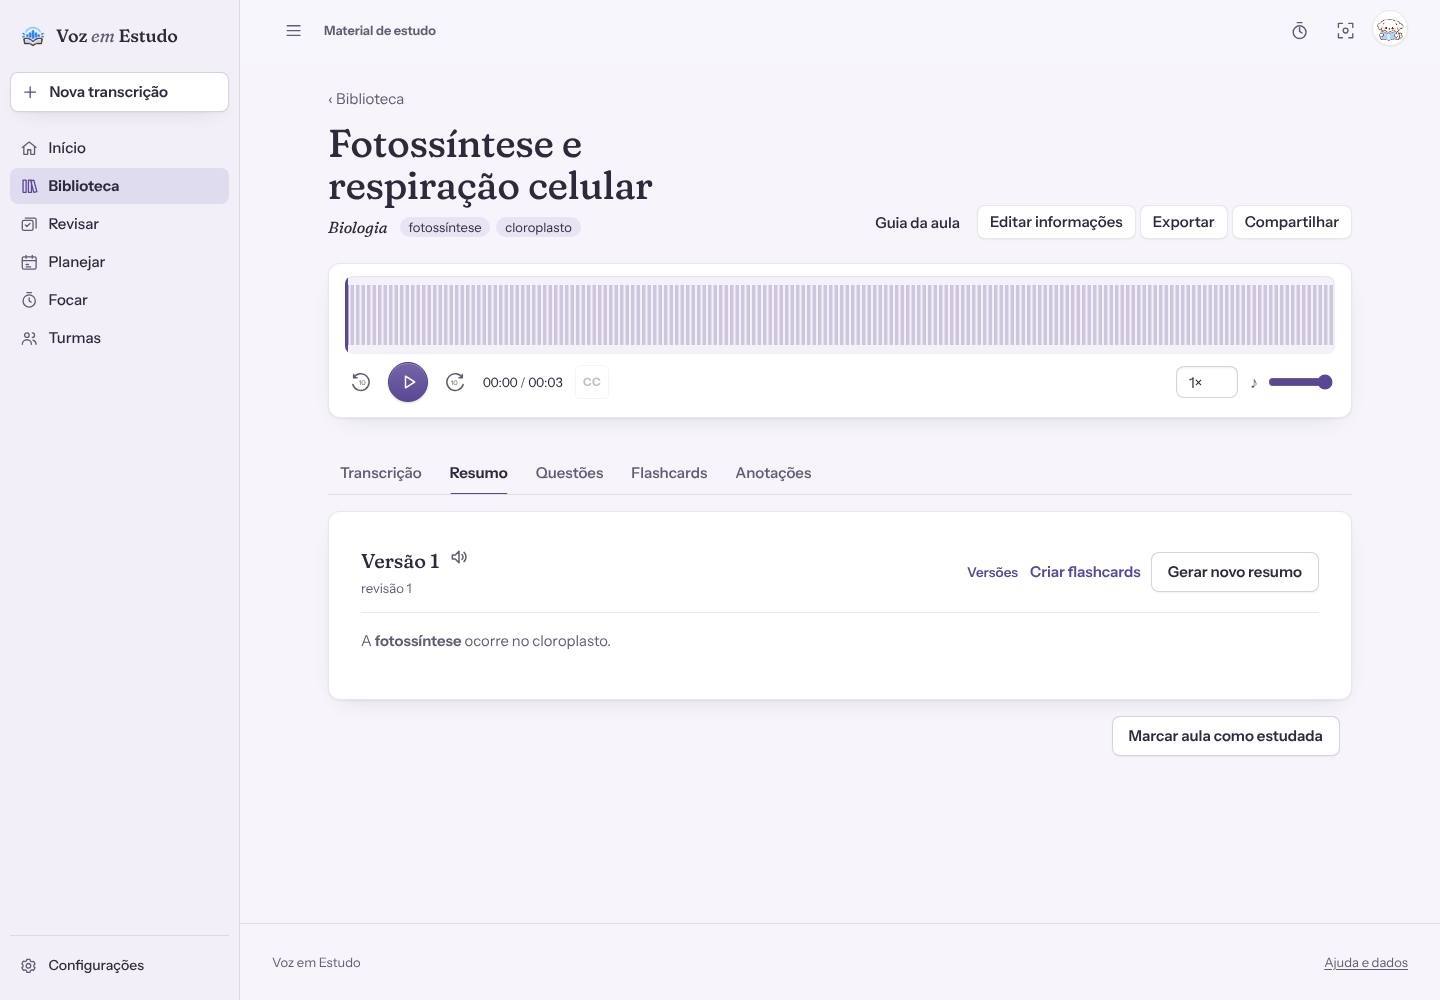 Voz em Estudo
Nova transcrição
Início
Biblioteca
Revisar
Planejar
Focar
Turmas
Configurações
Material de estudo
‹ Biblioteca
Fotossíntese e
respiração celular
Biologia fotossíntese cloroplasto
Guia da aula Editar informações Exportar Compartilhar
10 10 00:00 / 00:03 CC 1×
Transcrição Resumo Questões Flashcards Anotações
Versão 1
revisão 1
Versões Criar flashcards Gerar novo resumo
A fotossíntese ocorre no cloroplasto.
Marcar aula como estudada
Voz em Estudo Ajuda e dados